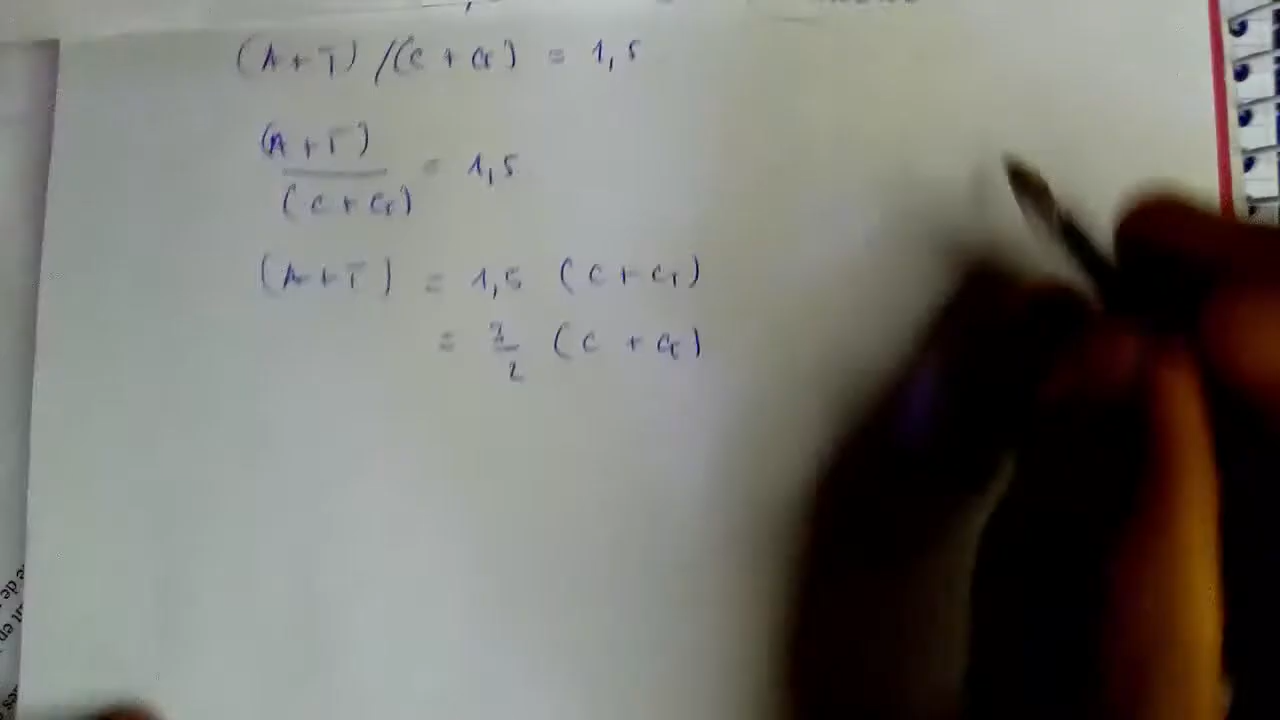 (A+T)/(C+G) = 1,5
(A+T)
/(C+G) = 1,5
(A+T) = 1,5 (C+G)
= 3/2 (C+G)